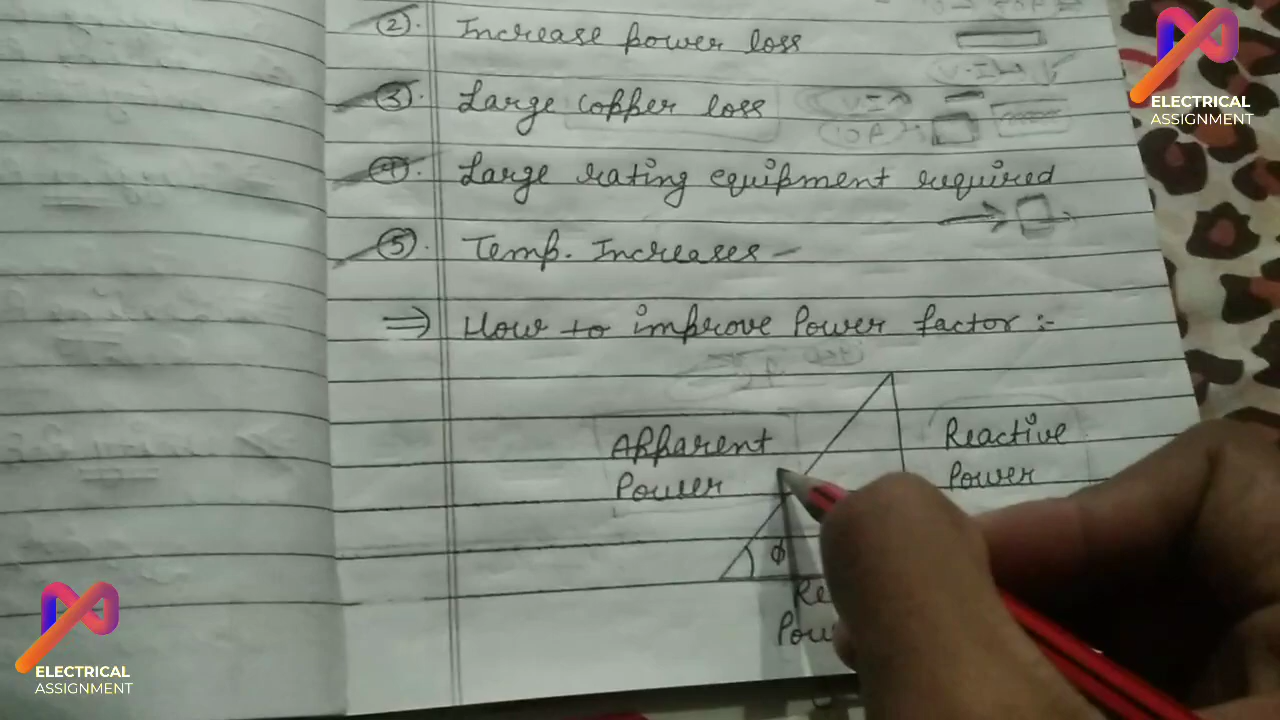 (2). Increase power loss
(3). Large copper loss
(4). Large rating equipment required
(5). Temp. Increases -
⇒ How to improve Power factor :-
Apparent
Power
Reactive
Power
φ
ELECTRICAL
ASSIGNMENT
ELECTRICAL
ASSIGNMENT